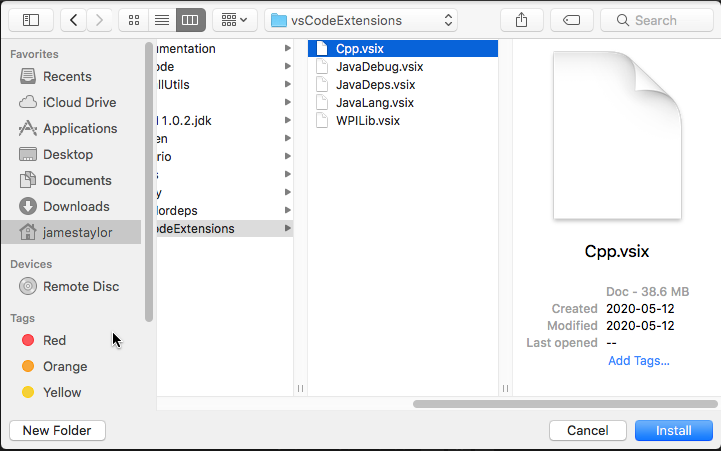 vsCodeExtensions
Search
Favorites
Recents
iCloud Drive
Applications
Desktop
Documents
Downloads
jamestaylor
Devices
Remote Disc
Tags
Red
Orange
Yellow
umentation
ode
llUtils
11.0.2.jdk
en
rio
s
y
lordeps
odeExtensions
Cpp.vsix
JavaDebug.vsix
JavaDeps.vsix
JavaLang.vsix
WPILib.vsix
Cpp.vsix
Doc - 38.6 MB
Created 2020-05-12
Modified 2020-05-12
Last opened --
Add Tags...
New Folder
Cancel
Install